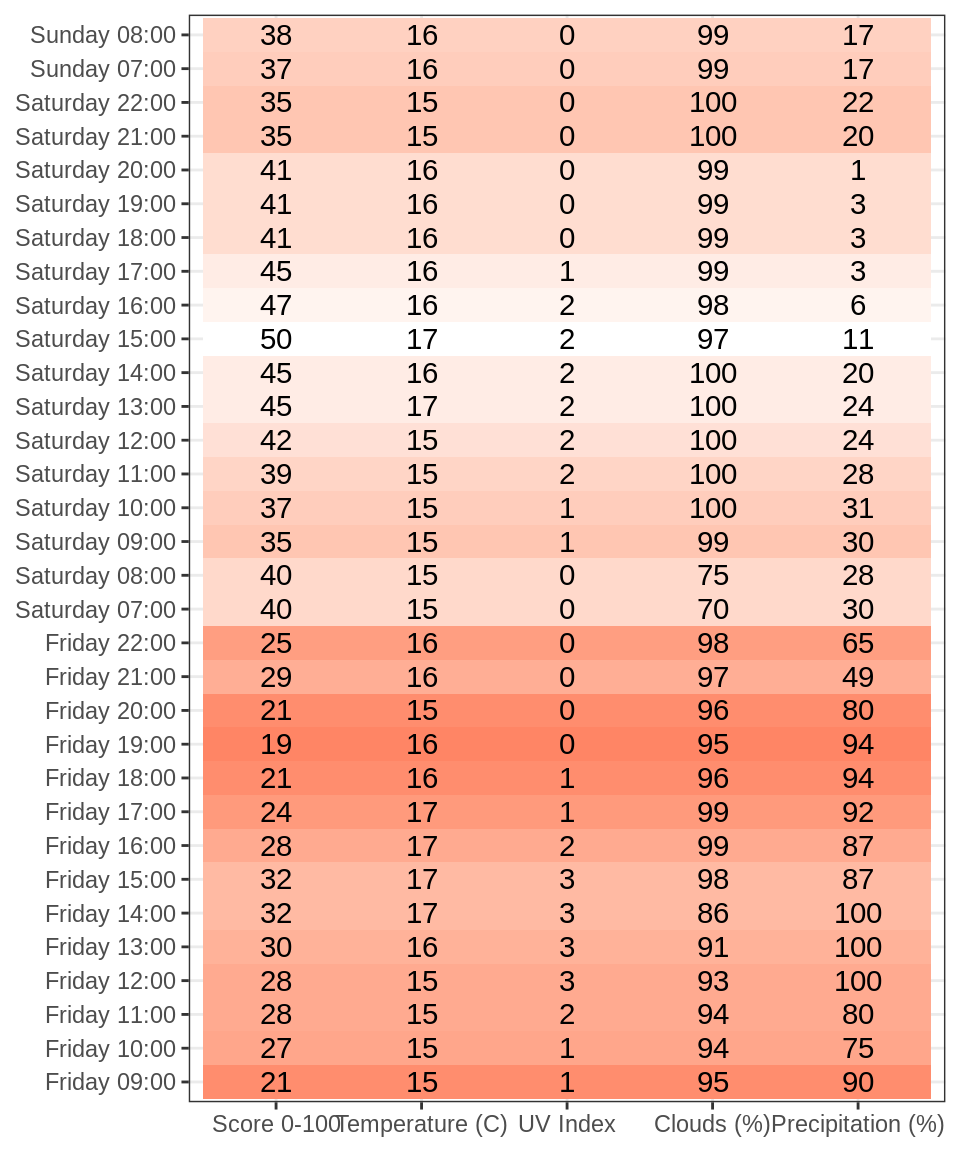 Sunday 08:00 38 16 0 99 17
Sunday 07:00 37 16 0 99 17
Saturday 22:00 35 15 0 100 22
Saturday 21:00 35 15 0 100 20
Saturday 20:00 41 16 0 99 1
Saturday 19:00 41 16 0 99 3
Saturday 18:00 41 16 0 99 3
Saturday 17:00 45 16 1 99 3
Saturday 16:00 47 16 2 98 6
Saturday 15:00 50 17 2 97 11
Saturday 14:00 45 16 2 100 20
Saturday 13:00 45 17 2 100 24
Saturday 12:00 42 15 2 100 24
Saturday 11:00 39 15 2 100 28
Saturday 10:00 37 15 1 100 31
Saturday 09:00 35 15 1 99 30
Saturday 08:00 40 15 0 75 28
Saturday 07:00 40 15 0 70 30
Friday 22:00 25 16 0 98 65
Friday 21:00 29 16 0 97 49
Friday 20:00 21 15 0 96 80
Friday 19:00 19 16 0 95 94
Friday 18:00 21 16 1 96 94
Friday 17:00 24 17 1 99 92
Friday 16:00 28 17 2 99 87
Friday 15:00 32 17 3 98 87
Friday 14:00 32 17 3 86 100
Friday 13:00 30 16 3 91 100
Friday 12:00 28 15 3 93 100
Friday 11:00 28 15 2 94 80
Friday 10:00 27 15 1 94 75
Friday 09:00 21 15 1 95 90
Score 0-100 Temperature (C) UV Index Clouds (%) Precipitation (%)